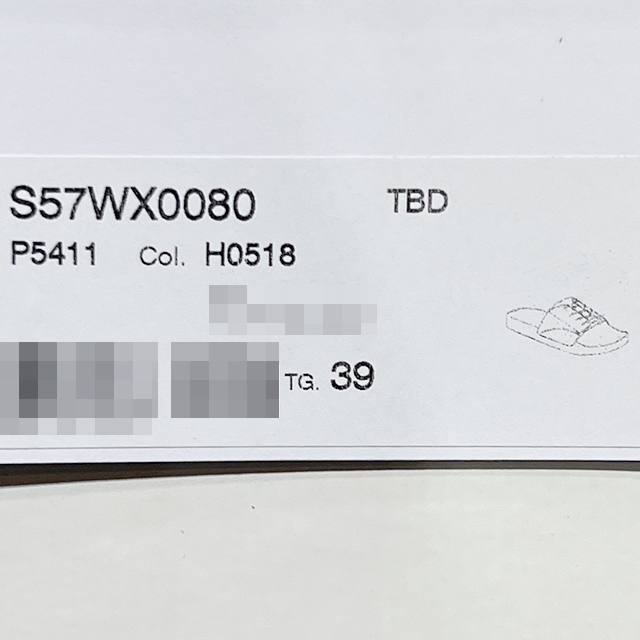 S57WX0080 TBD
P5411 Col. H0518
TG. 39